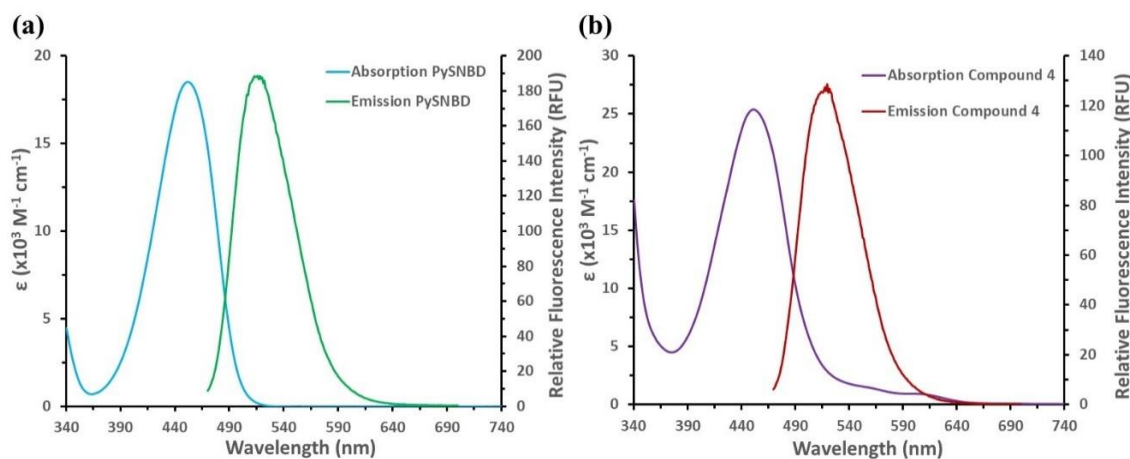 (a)
20
15
10
5
0
ε (x10³ M⁻¹ cm⁻¹)
340 390 440 490 540 590 640 690 740
Wavelength (nm)
200
180
160
140
120
100
80
60
40
20
0
Relative Fluorescence Intensity (RFU)
Absorption PySNBD
Emission PySNBD
(b)
30
25
20
15
10
5
0
ε (x10³ M⁻¹ cm⁻¹)
340 390 440 490 540 590 640 690 740
Wavelength (nm)
140
120
100
80
60
40
20
0
Relative Fluorescence Intensity (RFU)
Absorption Compound 4
Emission Compound 4